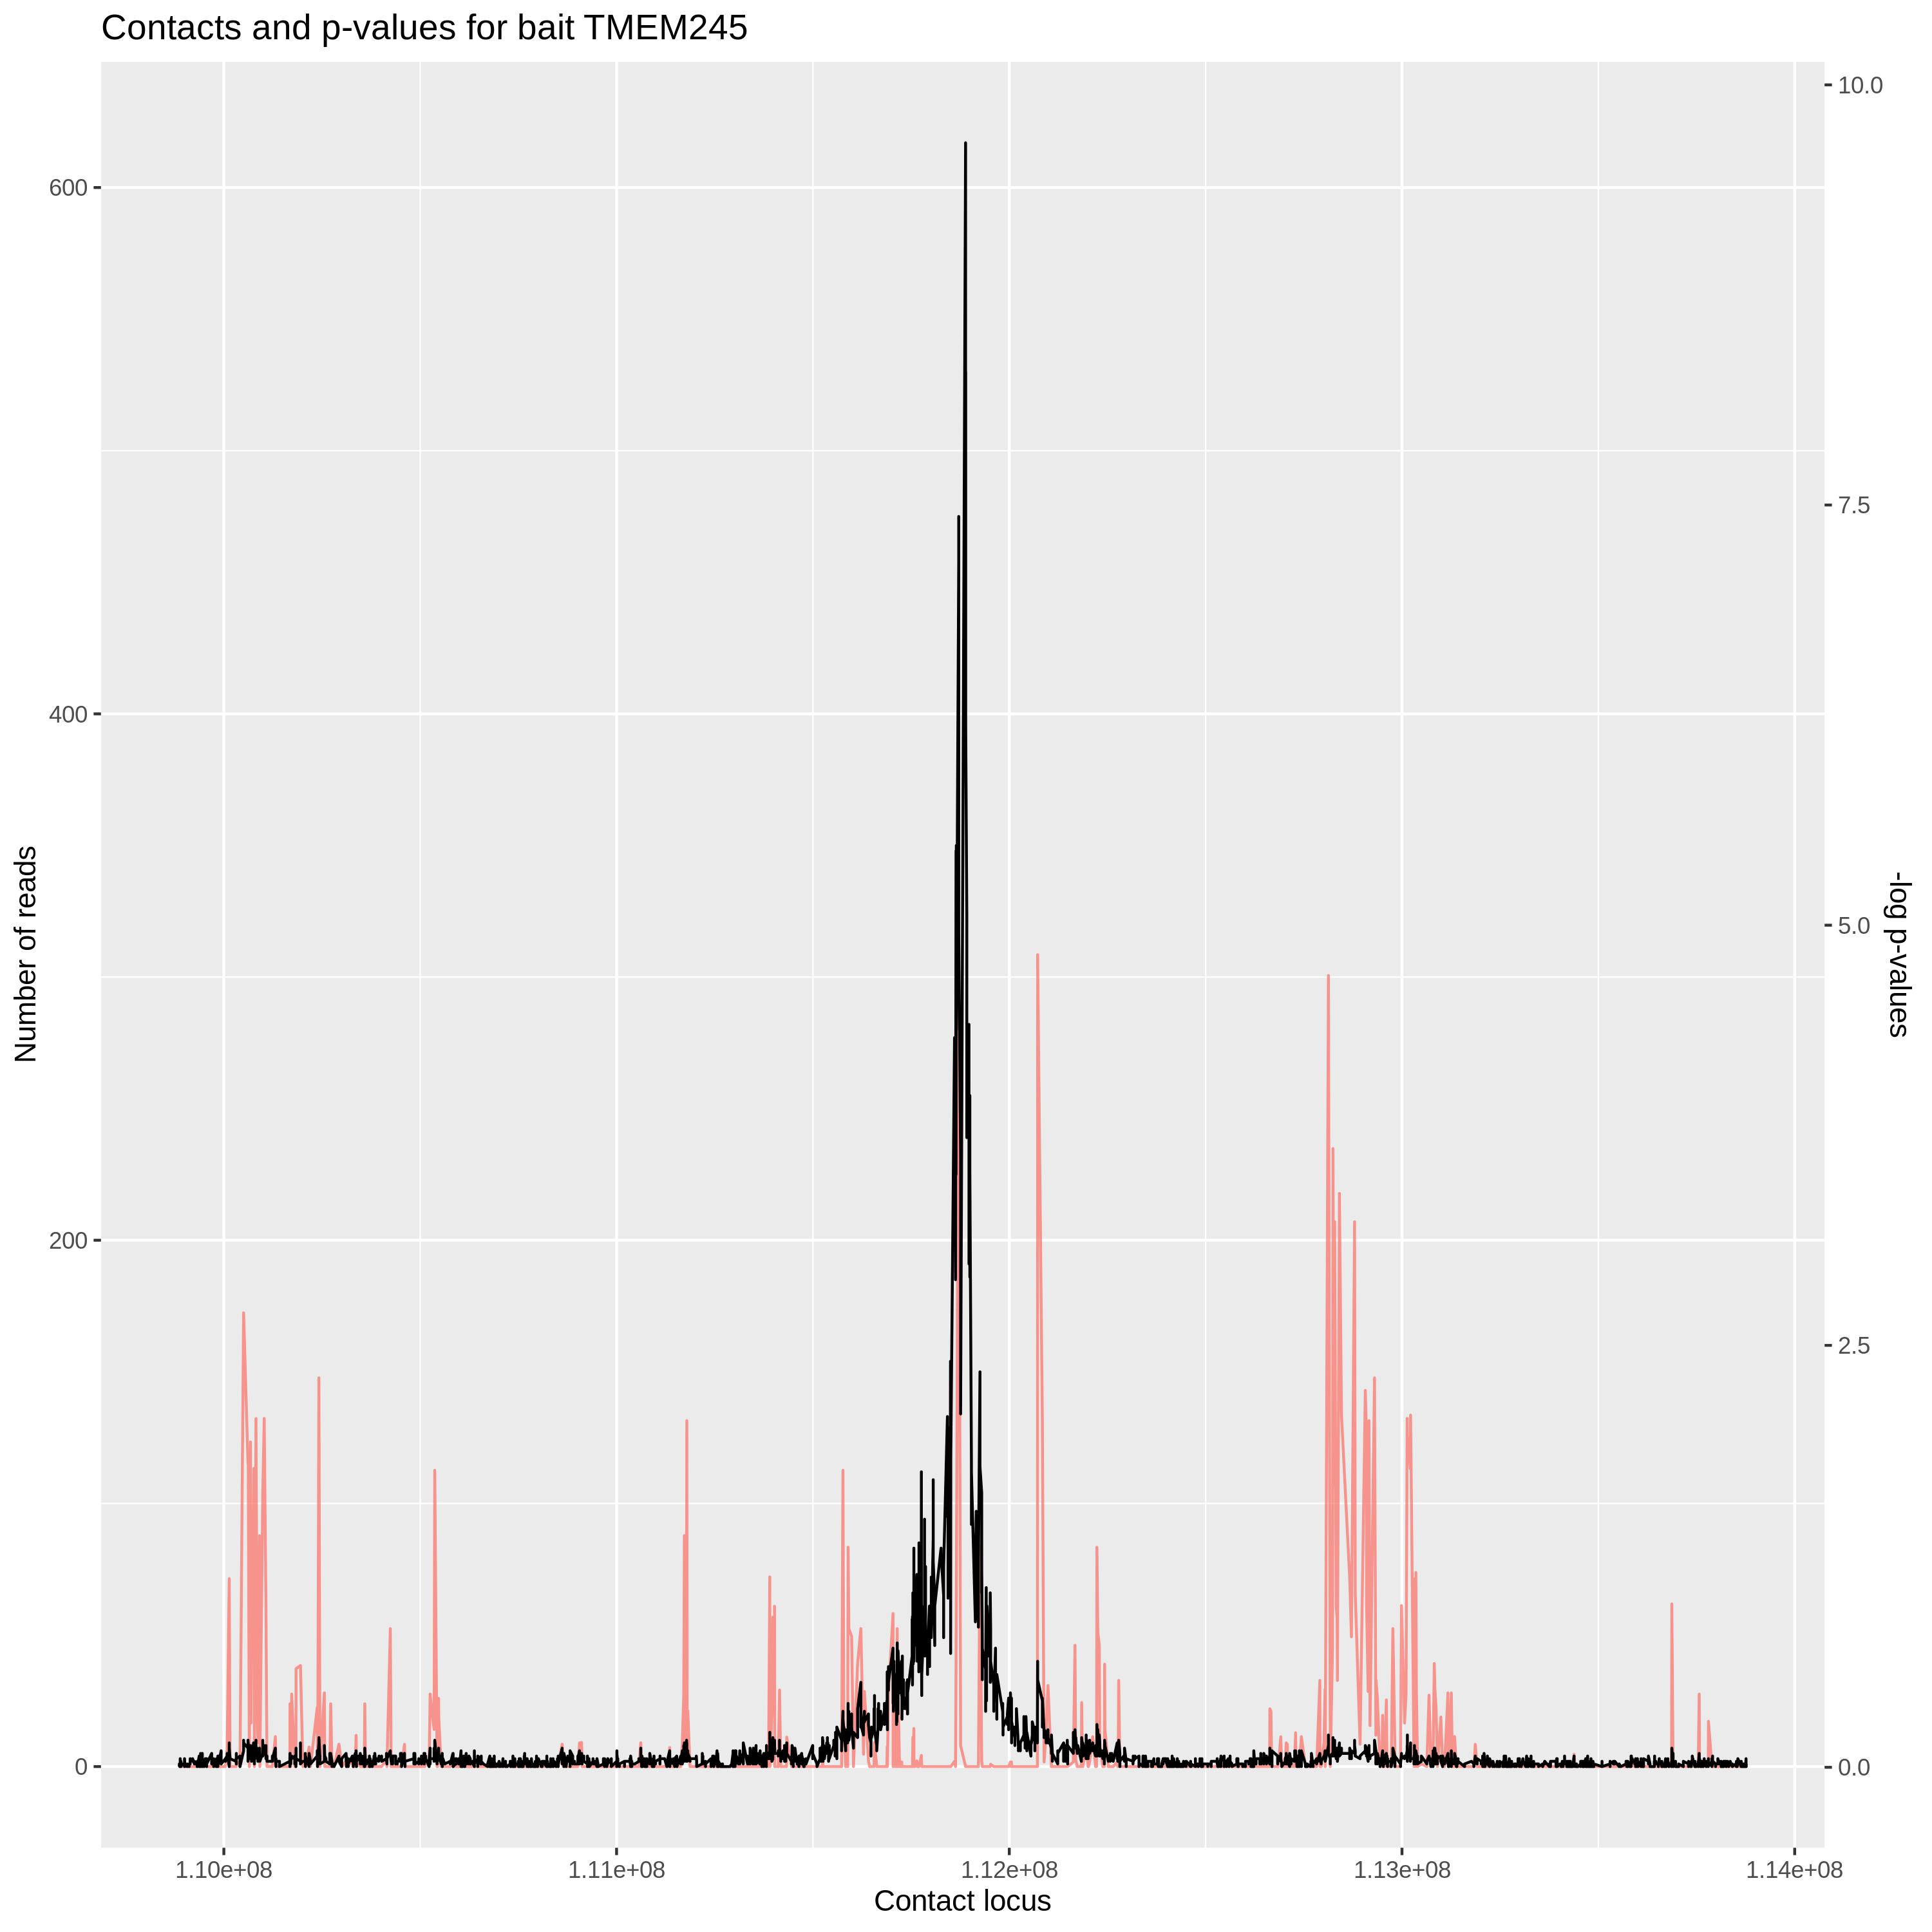 Contacts and p-values for bait TMEM245
Number of reads
600
400
200
0
10.0
7.5
5.0
2.5
0.0
-log p-values
1.10e+08 1.11e+08 1.12e+08 1.13e+08 1.14e+08
Contact locus